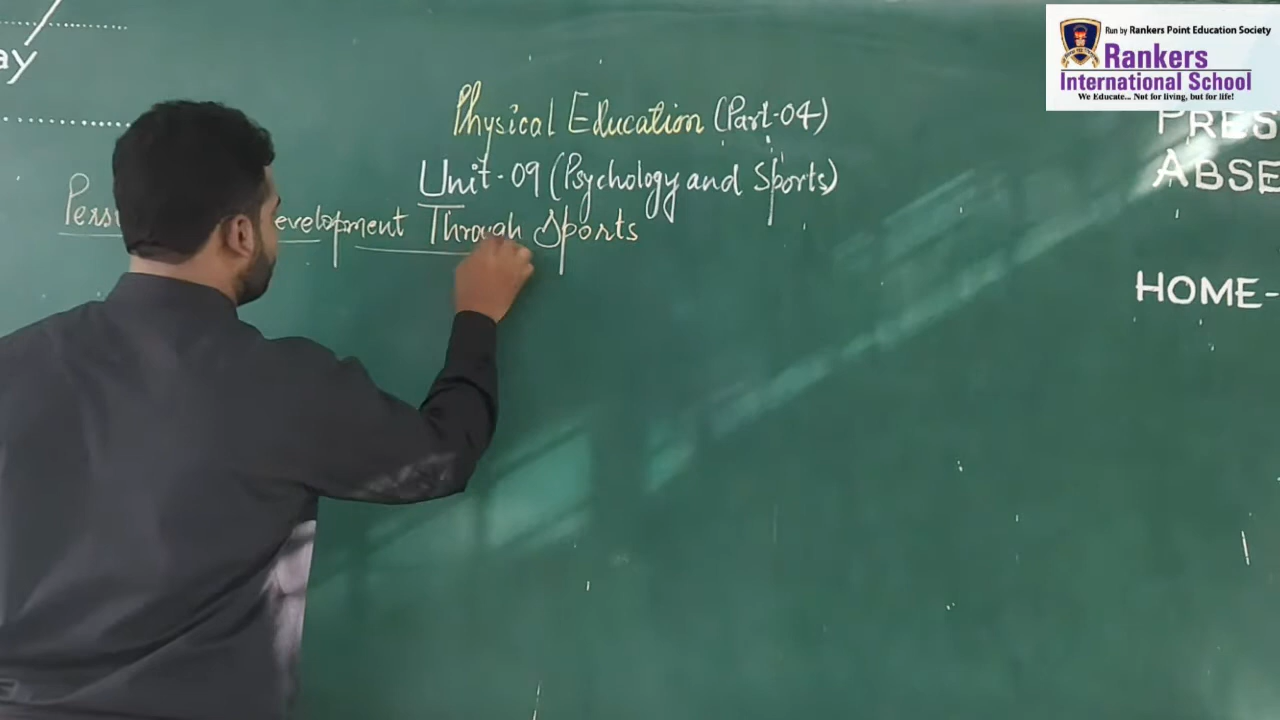 Run by Rankers Point Education Society
Rankers
International School
We Educate... Not for living, but for life!
ay
Physical Education (Part-04)
Unit-09 (Psychology and Sports)
Pers evelopment Through Sports
PRES
ABSE
HOME-